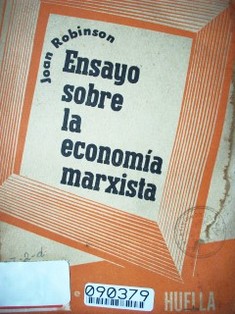 Joan Robinson
Ensayo
sobre
la
economía
marxista
090379
HUELLA